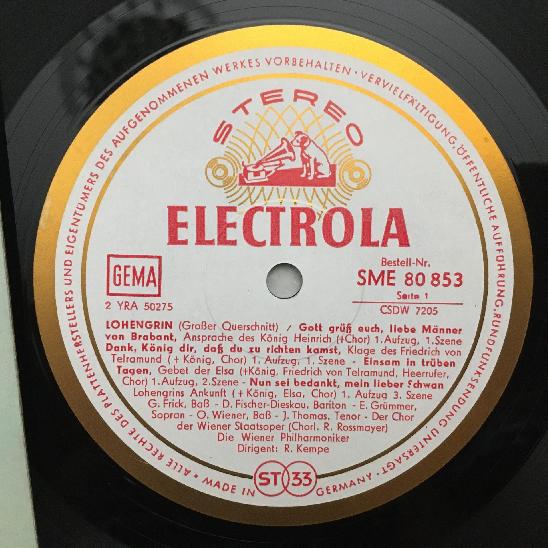 ALLE RECHTE DES PLATTENHERSTELLERS UND EIGENTÜMERS DES AUFGENOMMENEN WERKES VORBEHALTEN · VERVIELFÄLTIGUNG, ÖFFENTLICHE AUFFÜHRUNG, RUNDFUNKSENDUNG UNTERSAGT ·
STEREO
ELECTROLA
GEMA
2 YRA 50275
Bestell-Nr.
SME 80 853
Seite 1
CSDW 7205
LOHENGRIN (Großer Querschnitt) / Gott grüß euch, liebe Männer
von Brabant, Ansprache des König Heinrich (+Chor) 1. Aufzug, 1. Szene
Dank, König dir, daß du zu richten kamst, Klage des Friedrich von
Telramund (+ König, Chor) 1. Aufzug, 1. Szene - Einsam in trüben
Tagen, Gebet der Elsa (+König, Friedrich von Telramund, Heerrufer,
Chor) 1. Aufzug, 2. Szene - Nun sei bedankt, mein lieber Schwan
Lohengrins Ankunft (+ König, Elsa, Chor) 1. Aufzug 3. Szene
G. Frick, Baß - D. Fischer-Dieskau, Bariton - E. Grümmer,
Sopran - O. Wiener, Baß - J. Thomas, Tenor - Der Chor
der Wiener Staatsoper (Chorl. R. Rossmayer)
Die Wiener Philharmoniker
Dirigent: R. Kempe
MADE IN GERMANY
ST 33